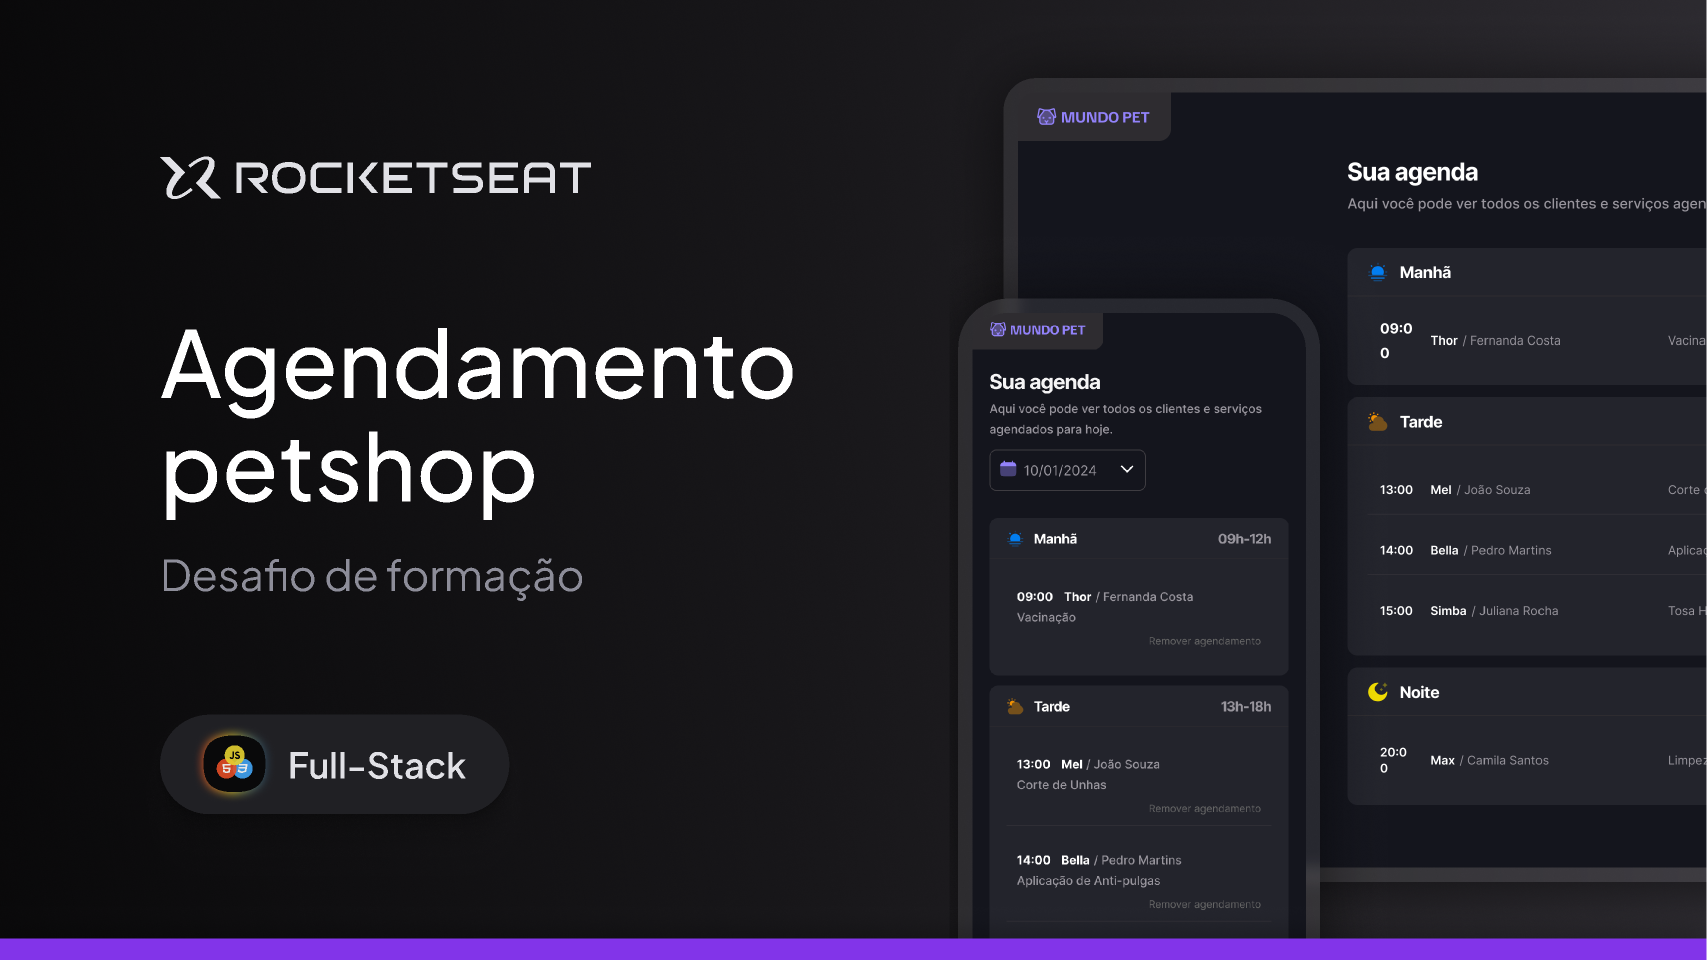 ROCKETSEAT
Agendamento
petshop
Desafio de formação
JS
5 3
Full-Stack
MUNDO PET
Sua agenda
Aqui você pode ver todos os clientes e serviços
agendados para hoje.
10/01/2024
Manhã 09h-12h
09:00 Thor / Fernanda Costa
Vacinação
Remover agendamento
Tarde 13h-18h
13:00 Mel / João Souza
Corte de Unhas
Remover agendamento
14:00 Bella / Pedro Martins
Aplicação de Anti-pulgas
Remover agendamento
MUNDO PET
Sua agenda
Aqui você pode ver todos os clientes e serviços agen
Manhã
09:0
0
Thor / Fernanda Costa Vacina
Tarde
13:00 Mel / João Souza Corte
14:00 Bella / Pedro Martins Aplica
15:00 Simba / Juliana Rocha Tosa H
Noite
20:0
0
Max / Camila Santos Limpez